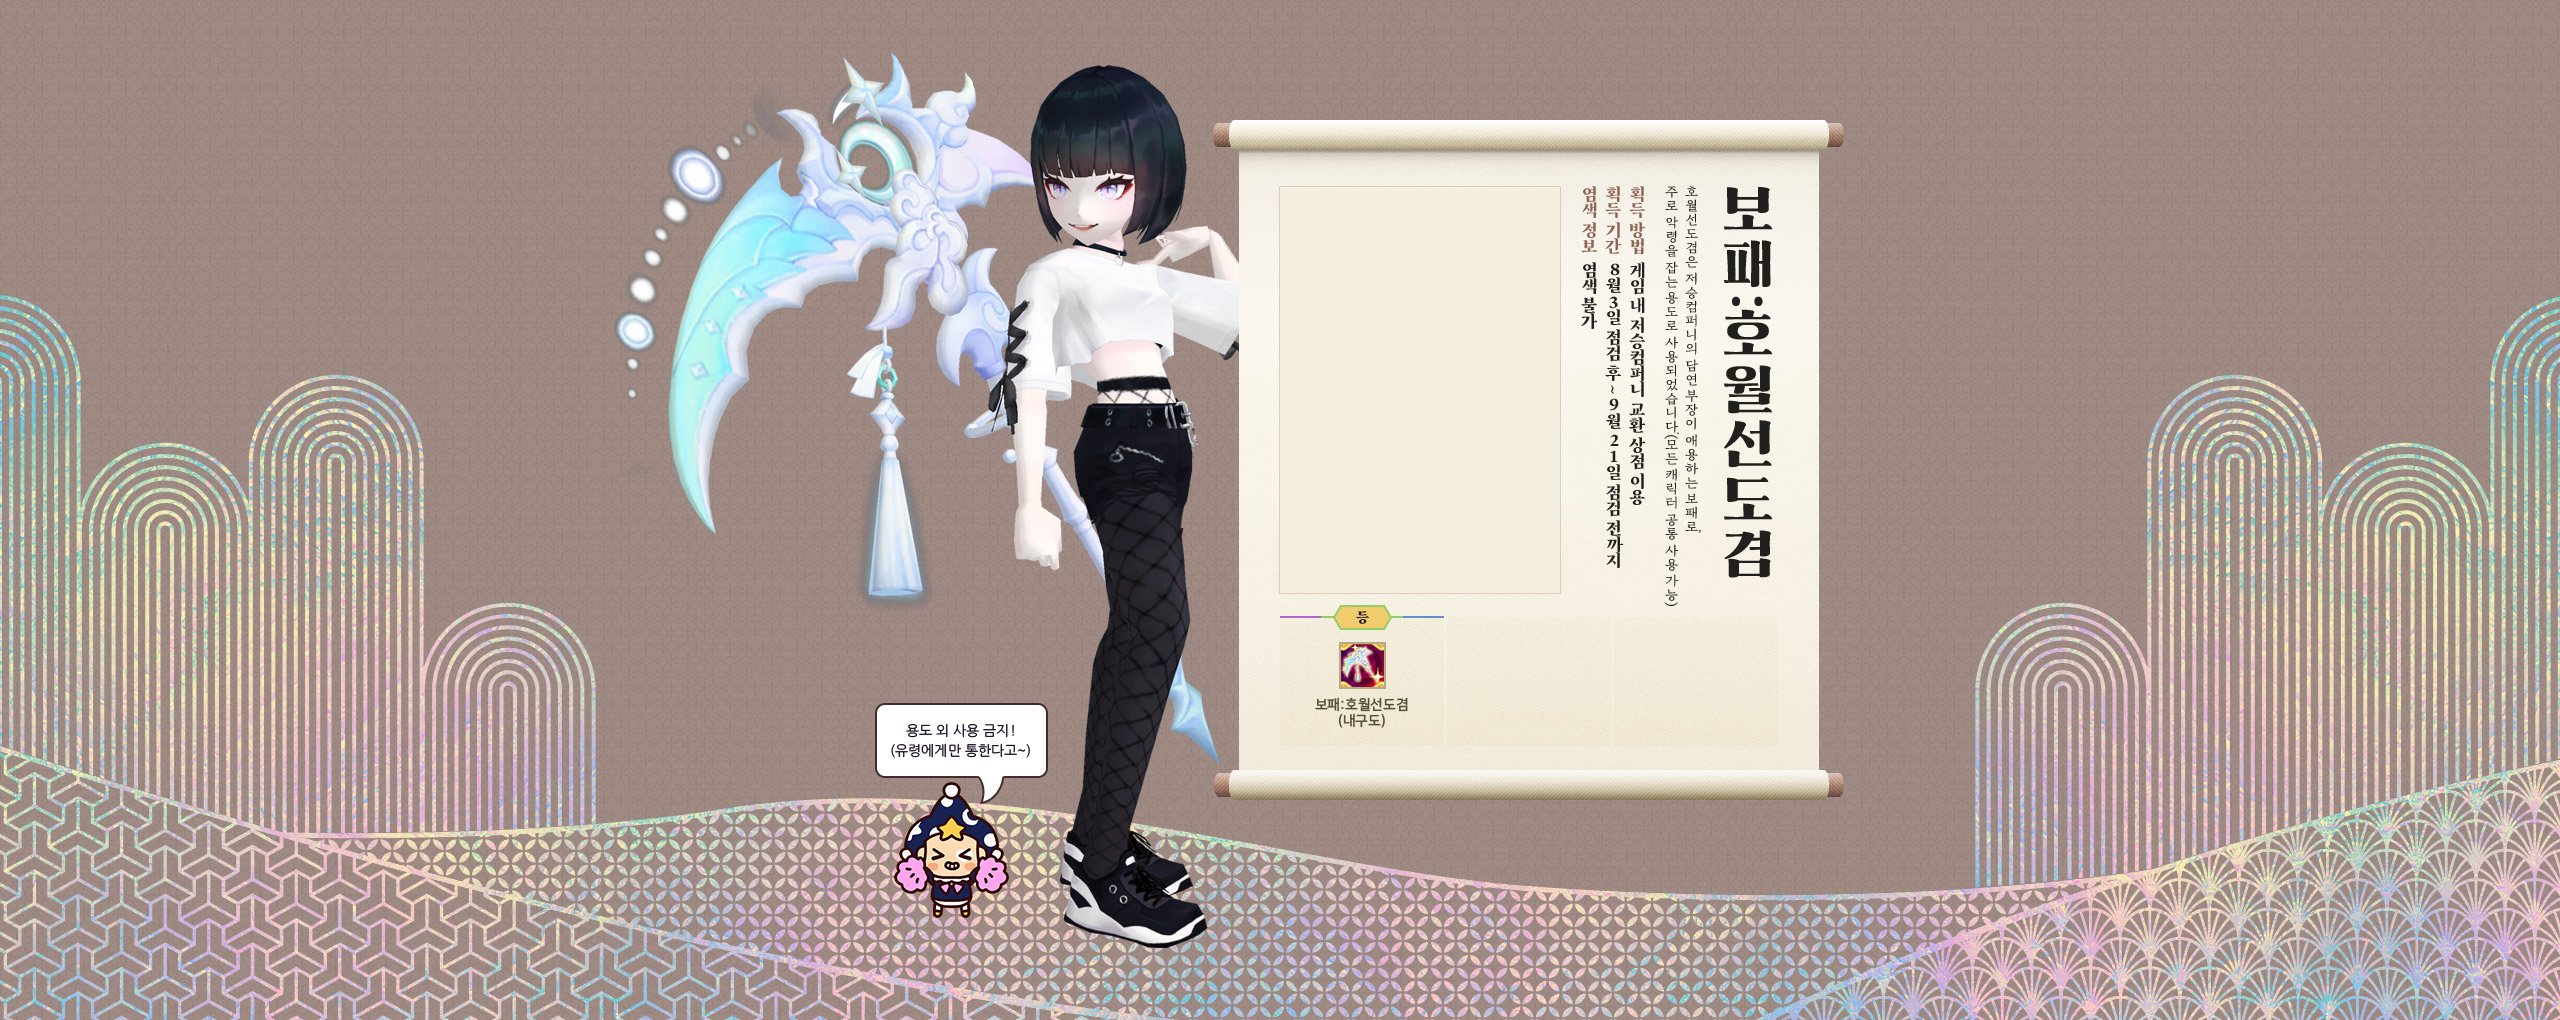 보패:호월선도겸
호월선도겸은 저승컴퍼니의 담연부장이 애용하는 보패로,
주로 악령을 잡는 용도로 사용되었습니다.(모든 캐릭터 공통 사용 가능)
획득 방법 게임 내 저승컴퍼니 교환 상점 이용
획득 기간 8월 3일 점검 후 ~ 9월 21일 점검 전까지
염색 정보 염색 불가
등
보패:호월선도겸
(내구도)
용도 외 사용 금지!
(유령에게만 통한다고~)